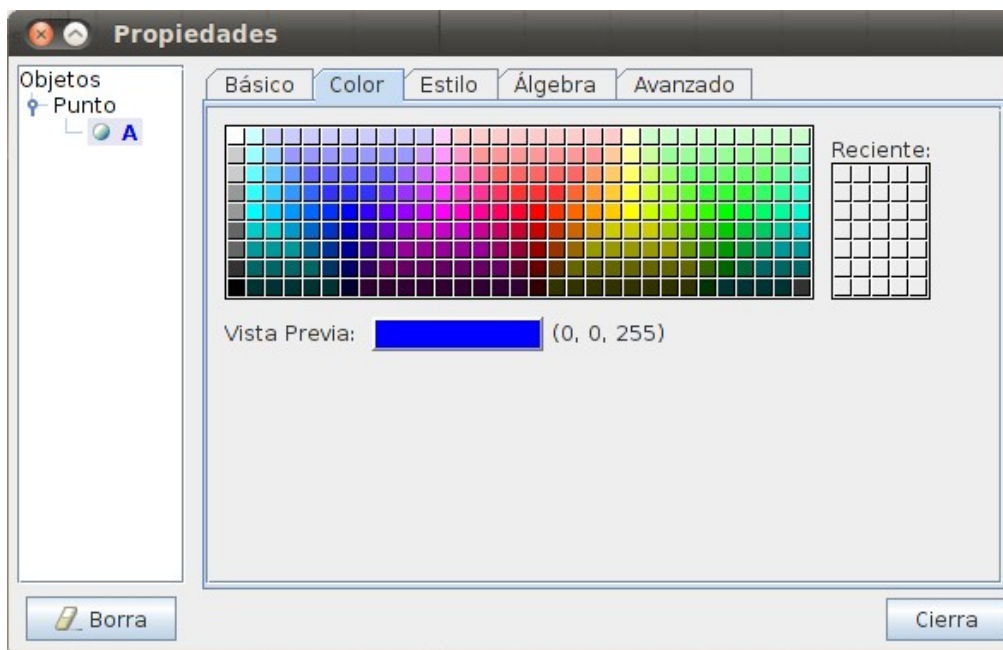 Propiedades
Objetos
Punto
A
Básico
Color
Estilo
Álgebra
Avanzado
Reciente:
Vista Previa:
(0, 0, 255)
Borra
Cierra